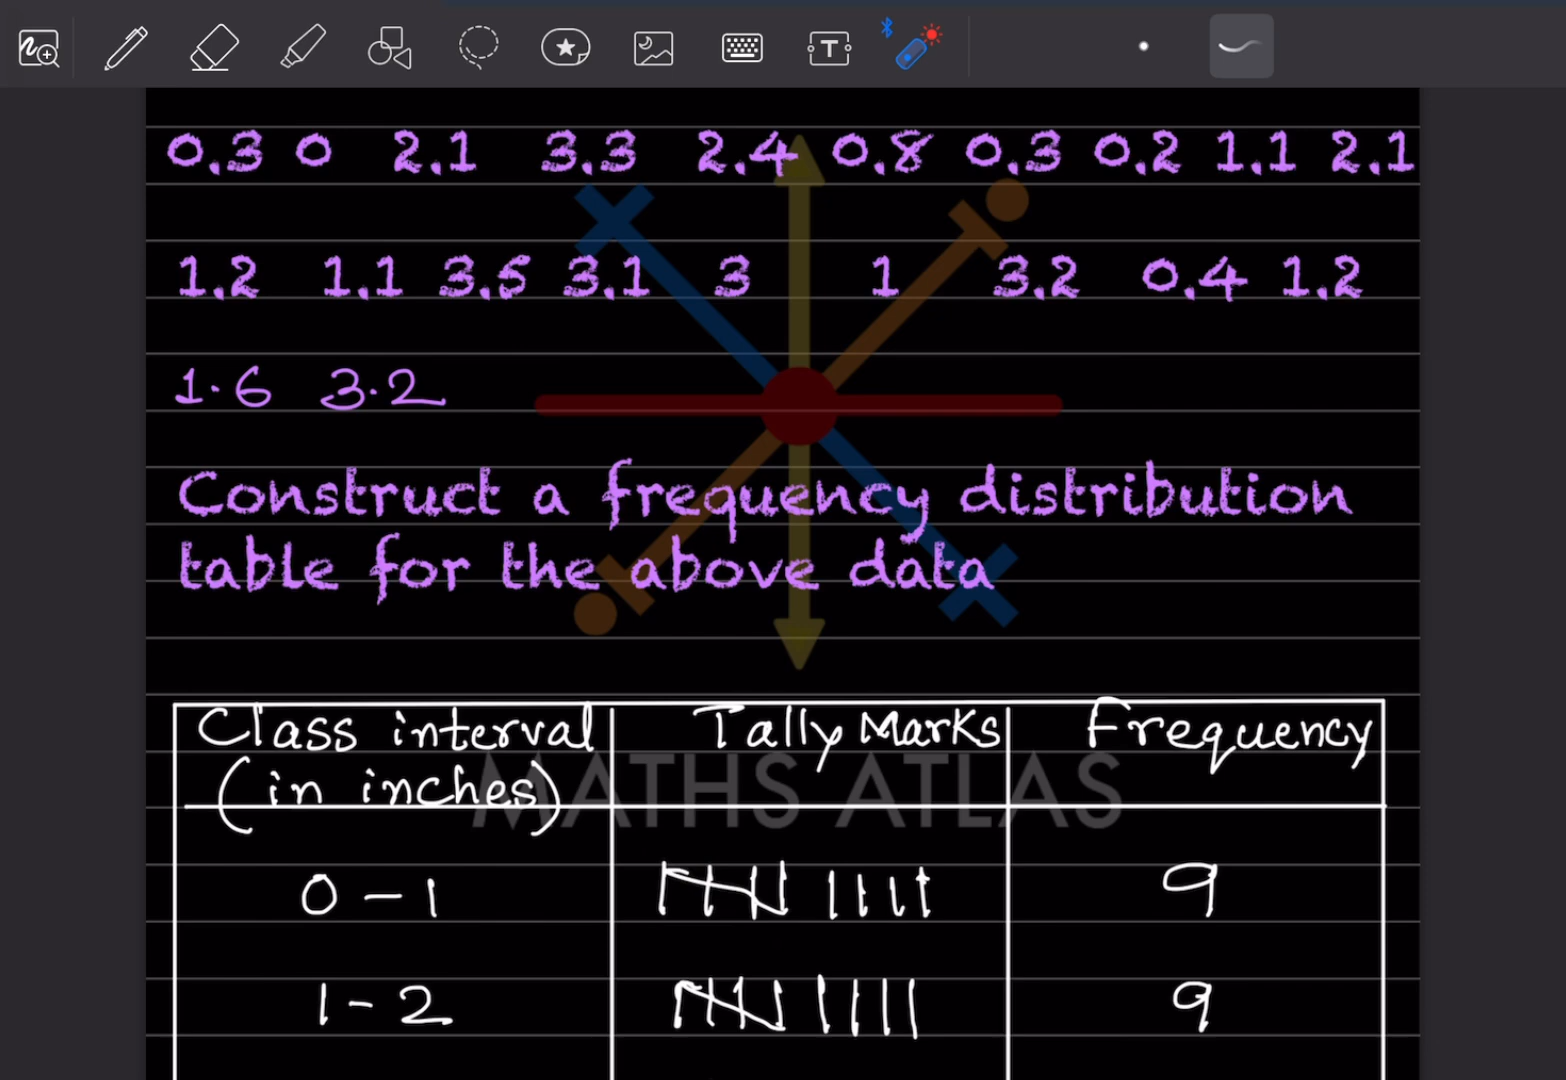 0.3 0 2.1 3.3 2.4 0.8 0.3 0.2 1.1 2.1
1.2 1.1 3.5 3.1 3 1 3.2 0.4 1.2
1.6 3.2
Construct a frequency distribution
table for the above data
Class interval Tally Marks Frequency
(in inches)
MATHS ATLAS
0 - 1 9
1 - 2 9